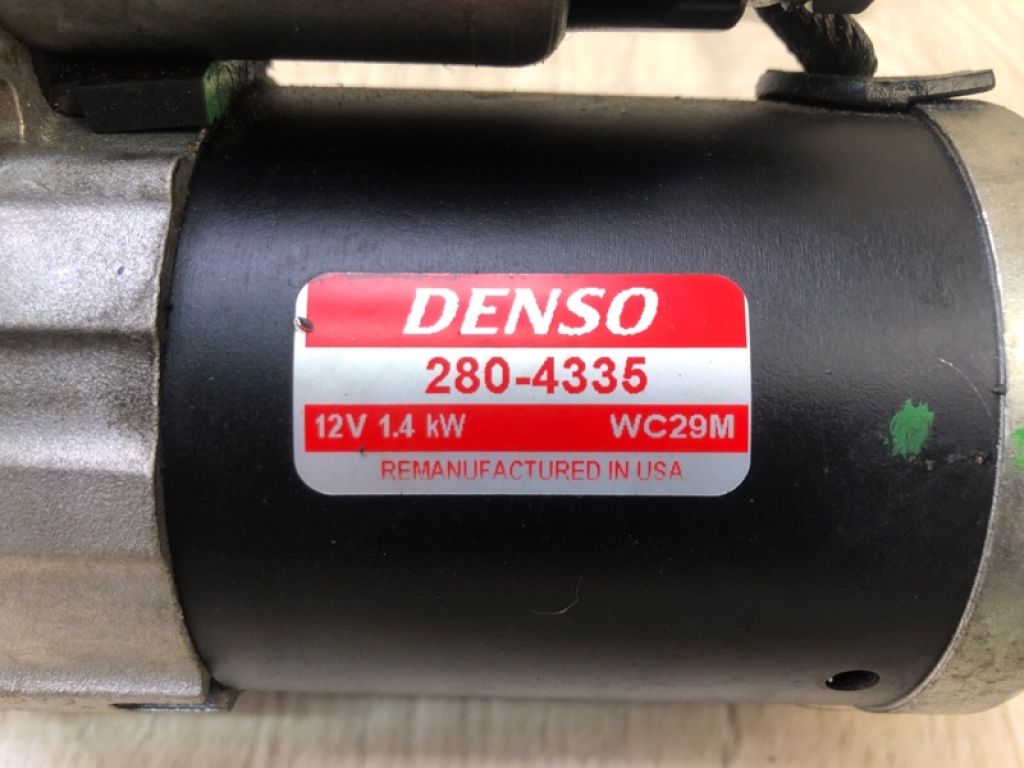 DENSO
280-4335
12V 1.4 kW WC29M
REMANUFACTURED IN USA